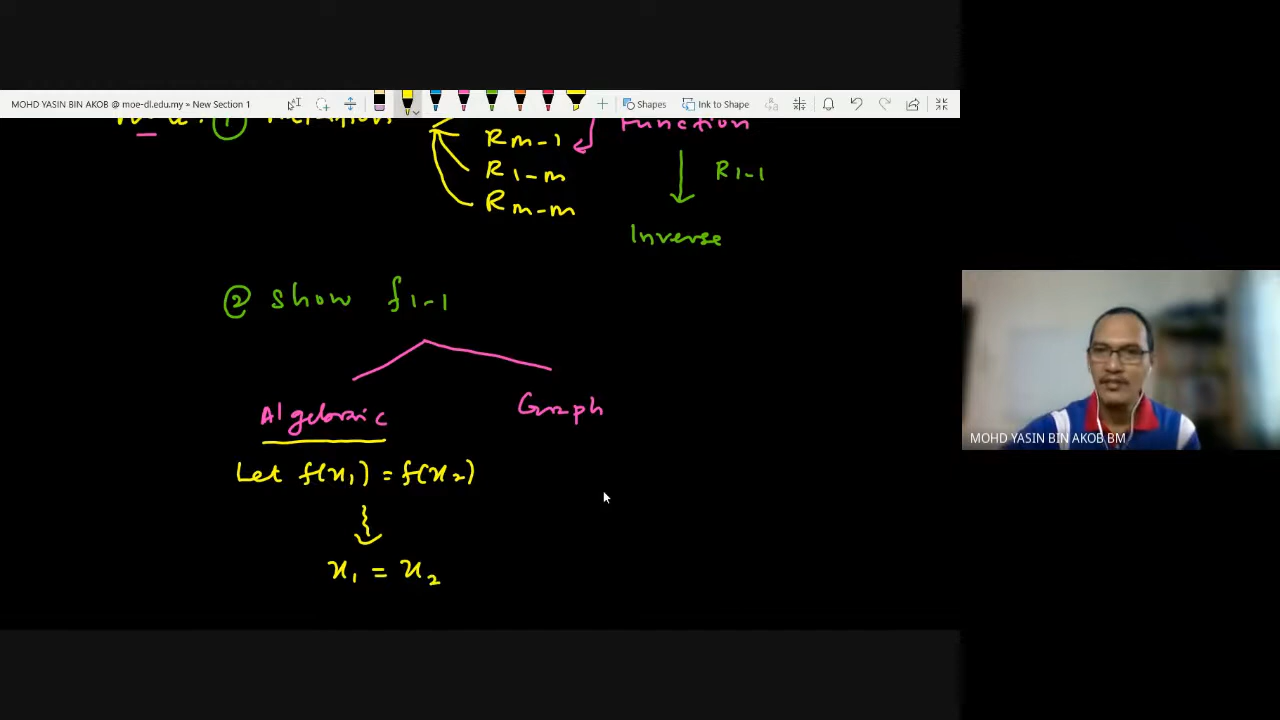 MOHD YASIN BIN AKOB @ moe-dl.edu.my » New Section 1
Shapes
Ink to Shape
Function
Rm-1
R1-m
R1-1
Rm-m
Inverse
② show f1-1
Algebraic
Graph
Let f(x1) = f(x2)
x1 = x2
MOHD YASIN BIN AKOB BM